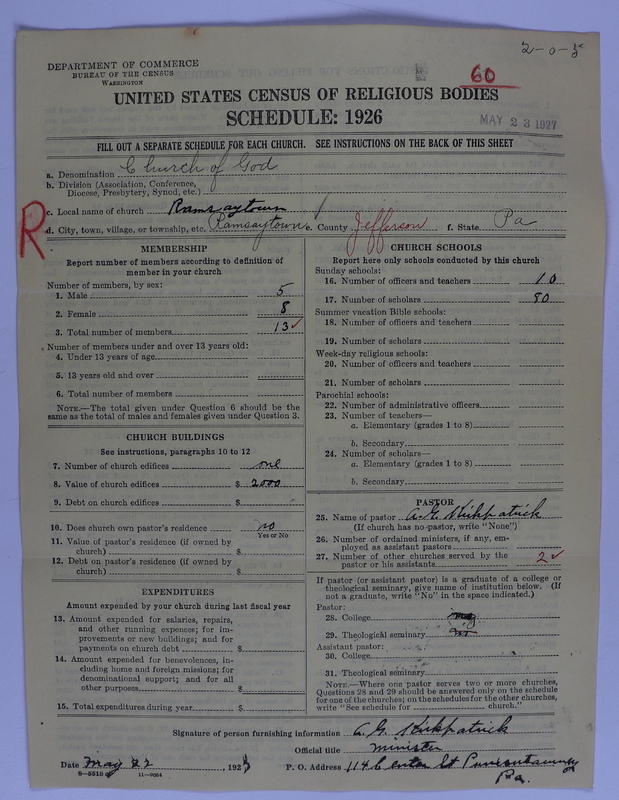 2-0-5
DEPARTMENT OF COMMERCE
BUREAU OF THE CENSUS
WASHINGTON
60
UNITED STATES CENSUS OF RELIGIOUS BODIES
SCHEDULE: 1926
MAY 23 1927
FILL OUT A SEPARATE SCHEDULE FOR EACH CHURCH. SEE INSTRUCTIONS ON THE BACK OF THIS SHEET
a. Denomination Church of God
b. Division (Association, Conference, Diocese, Presbytery, Synod, etc.)
R
c. Local name of church Ramsaytown
d. City, town, village, or township, etc. Ramsaytown e. County Jefferson f. State Pa
MEMBERSHIP
Report number of members according to definition of
member in your church
Number of members, by sex:
1. Male 5
2. Female 8
3. Total number of members 13
Number of members under and over 13 years old:
4. Under 13 years of age
5. 13 years old and over
6. Total number of members
NOTE.—The total given under Question 6 should be
same as the total of males and females given under Question 3.
CHURCH BUILDINGS
See instructions, paragraphs 10 to 12
7. Number of church edifices one
8. Value of church edifices $ 2000
9. Debt on church edifices $
10. Does church own pastor's residence no
Yes or No
11. Value of pastor's residence (if owned by
church) $
12. Debt on pastor's residence (if owned by
church) $
EXPENDITURES
Amount expended by your church during last fiscal year
13. Amount expended for salaries, repairs,
and other running expenses; for im-
provements or new buildings; and for
payments on church debt $
14. Amount expended for benevolences, in-
cluding home and foreign missions; for
denominational support; and for all
other purposes $
15. Total expenditures during year $
CHURCH SCHOOLS
Report here only schools conducted by this church
Sunday schools:
16. Number of officers and teachers 10
17. Number of scholars 80
Summer vacation Bible schools:
18. Number of officers and teachers
19. Number of scholars
Week-day religious schools:
20. Number of officers and teachers
21. Number of scholars
Parochial schools:
22. Number of administrative officers
23. Number of teachers—
a. Elementary (grades 1 to 8)
b. Secondary
24. Number of scholars—
a. Elementary (grades 1 to 8)
b. Secondary
PASTOR
25. Name of pastor A. G. Kirkpatrick
(If church has no pastor, write "None")
26. Number of ordained ministers, if any, em-
ployed as assistant pastors
27. Number of other churches served by the
pastor or his assistants 2
If pastor (or assistant pastor) is a graduate of a college or
theological seminary, give name of institution below. (If
not a graduate, write "No" in the space indicated.)
Pastor:
28. College
29. Theological seminary no
Assistant pastor:
30. College
31. Theological seminary
NOTE.—Where one pastor serves two or more churches,
Questions 28 and 29 should be answered only on the schedule
for one of the churches; on the schedules for the other churches,
write "See schedule for church."
Signature of person furnishing information A. G. Kirkpatrick
Official title minister
Date May 22, 192
P. O. Address 114 Center St Punxsutawney
Pa.
8—5518 11—9054